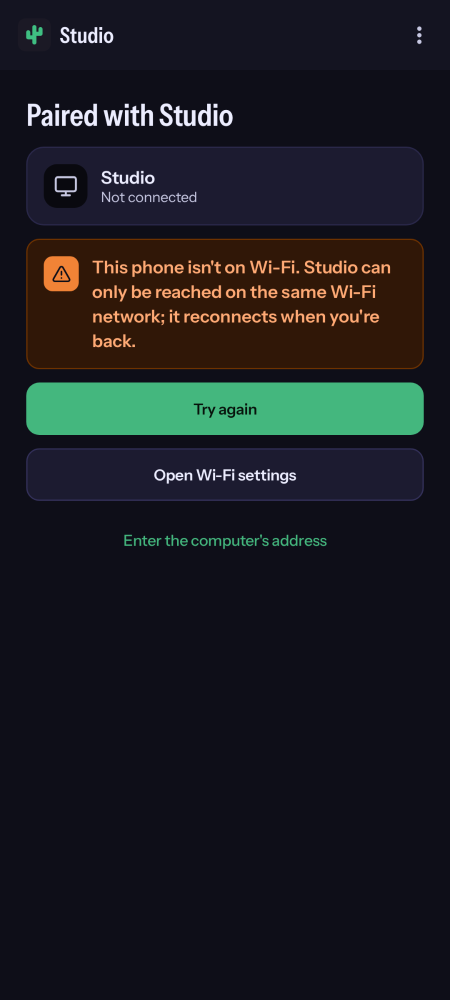 Studio
Paired with Studio
Studio
Not connected
This phone isn't on Wi-Fi. Studio can
only be reached on the same Wi-Fi
network; it reconnects when you're
back.
Try again
Open Wi-Fi settings
Enter the computer's address